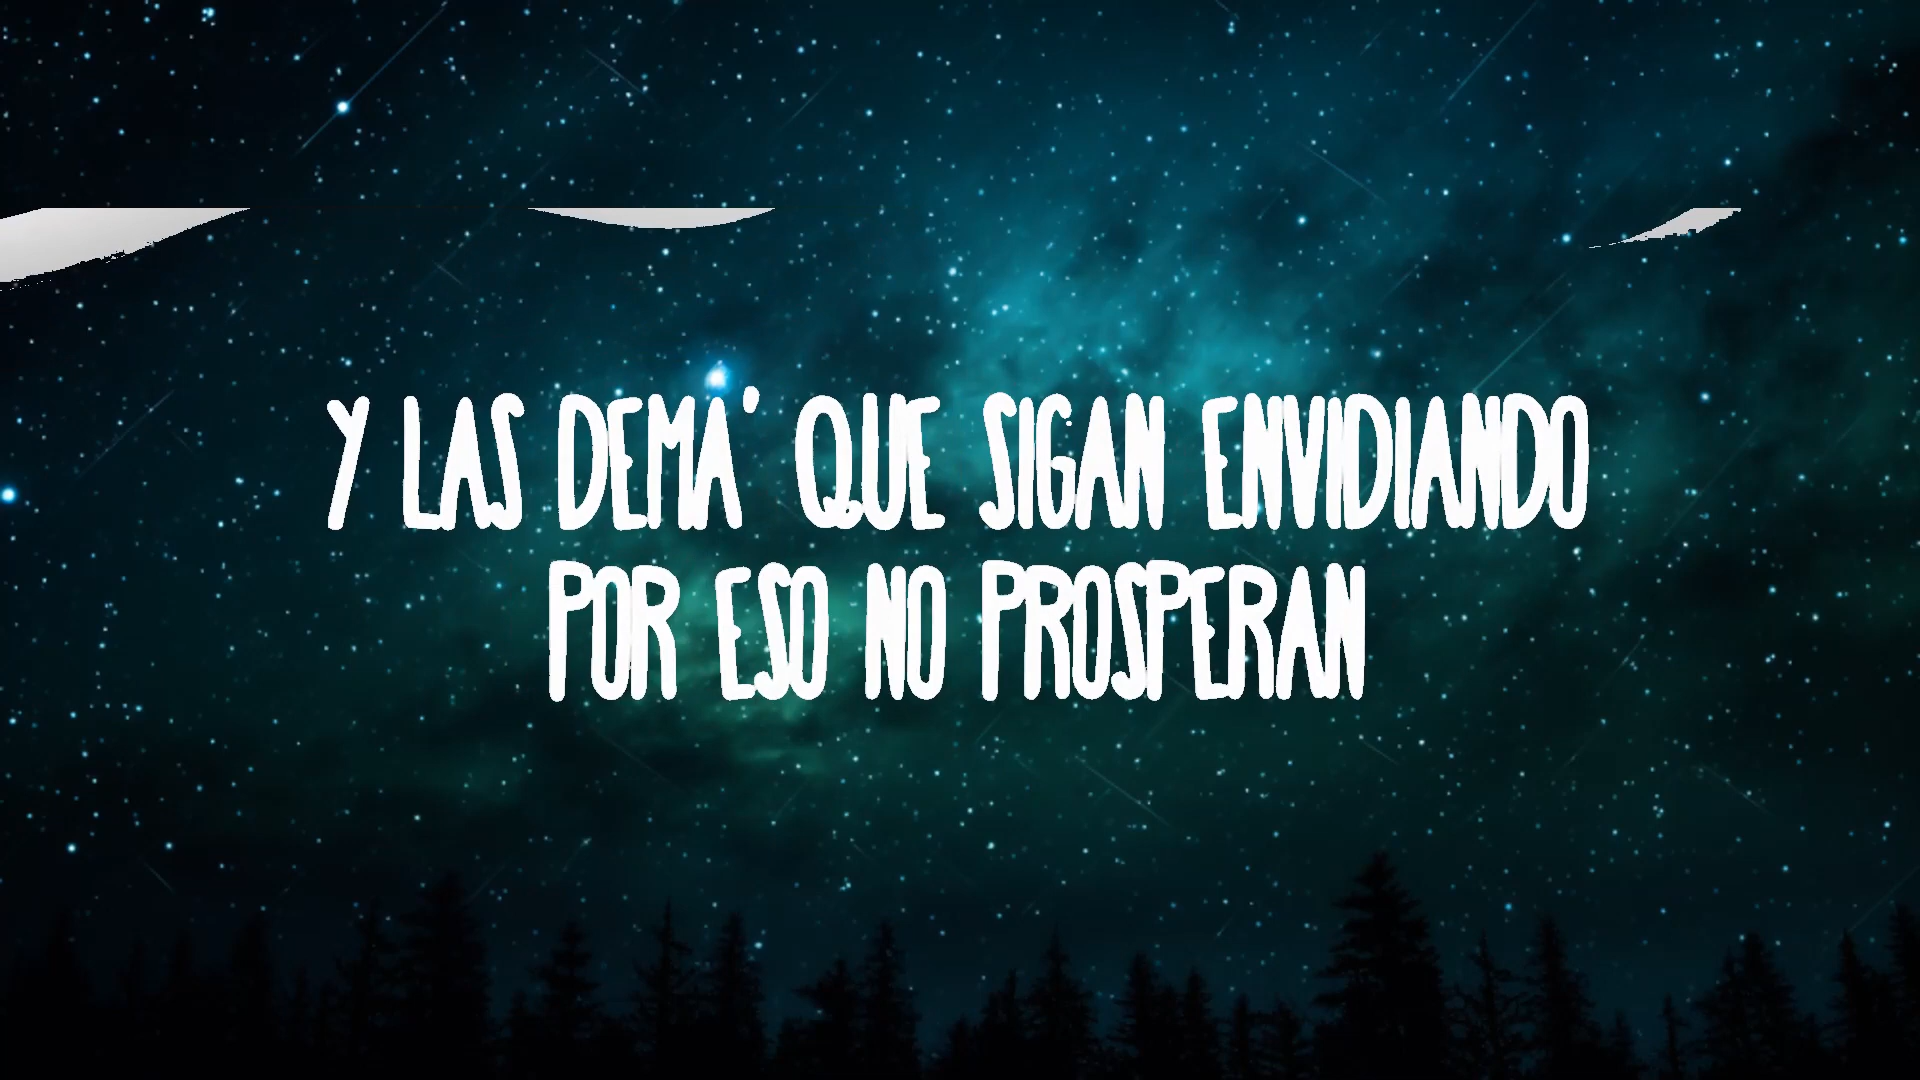 Y LAS DEMA' QUE SIGAN ENVIDIANDO
POR ESO NO PROSPERAN